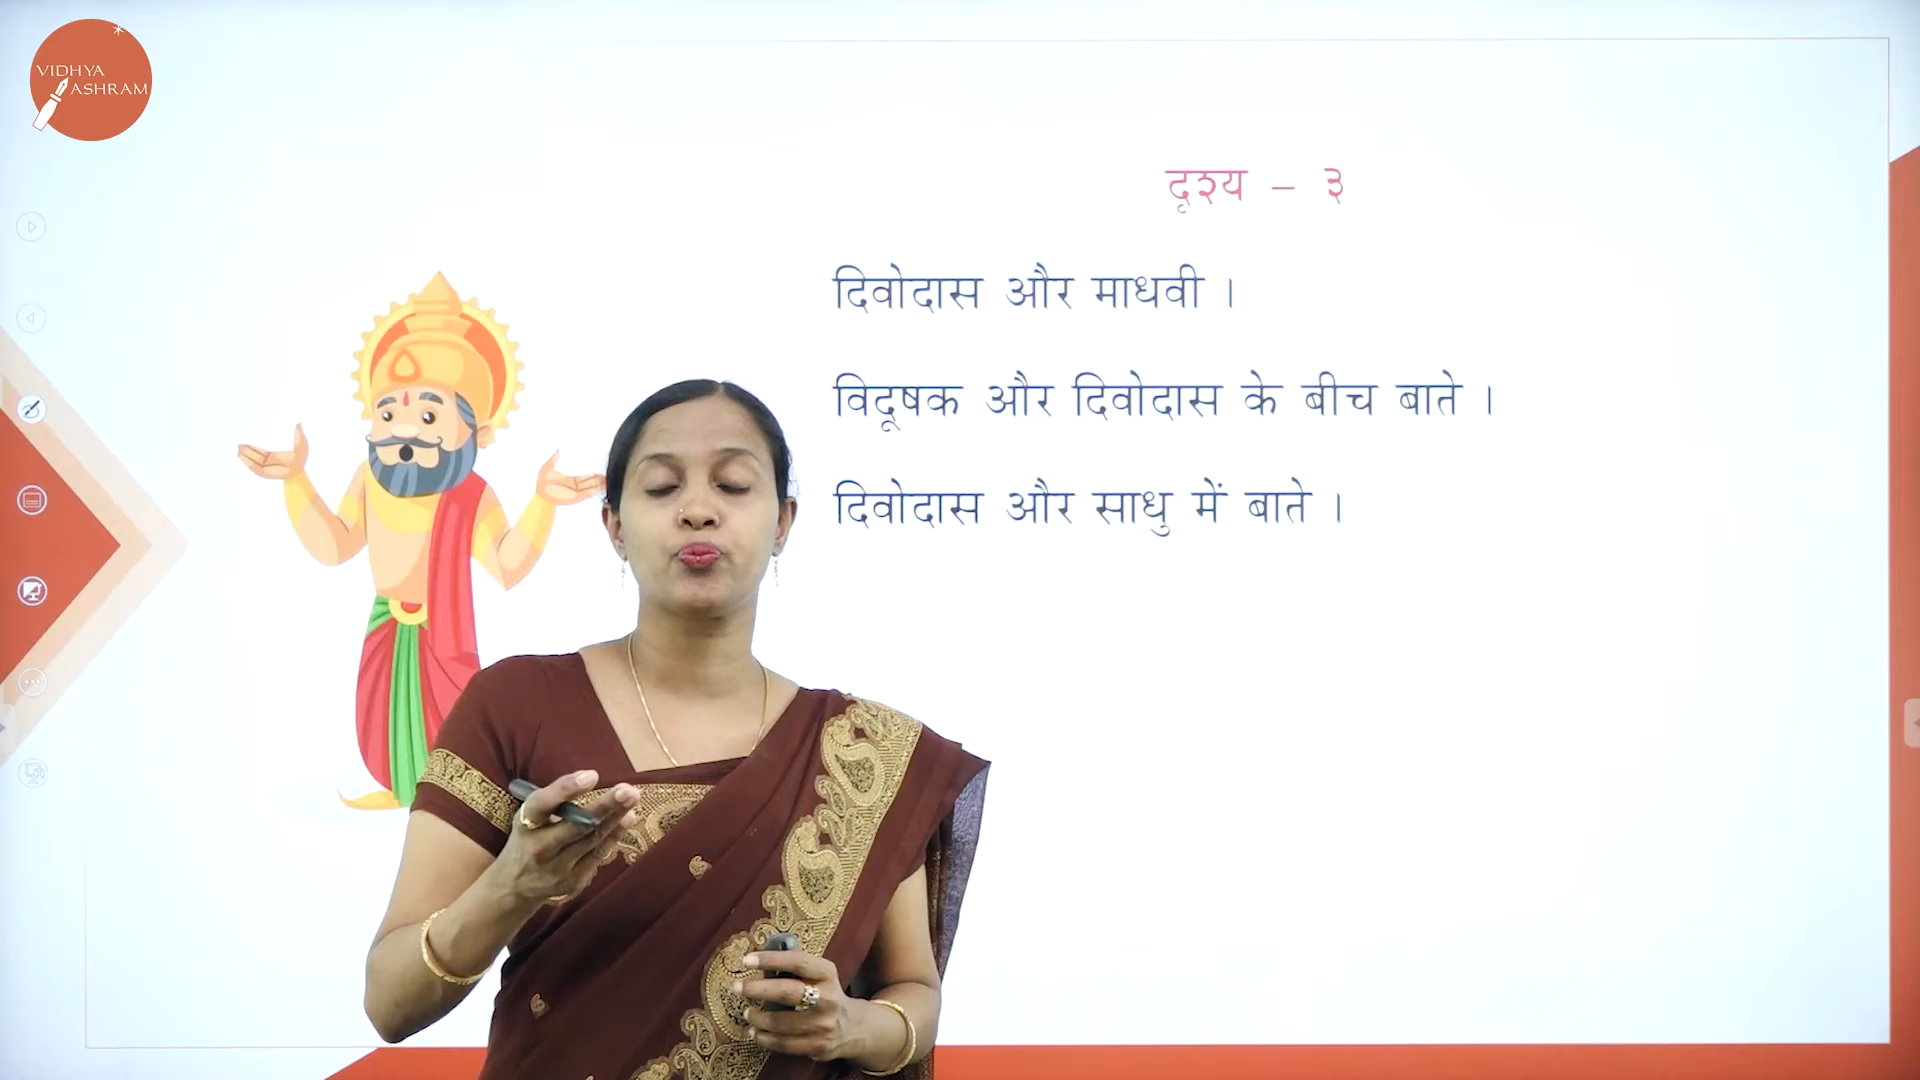 VIDHYA
ASHRAM
दृश्य – ३
दिवोदास और माधवी ।
विदूषक और दिवोदास के बीच बाते ।
दिवोदास और साधु में बाते ।